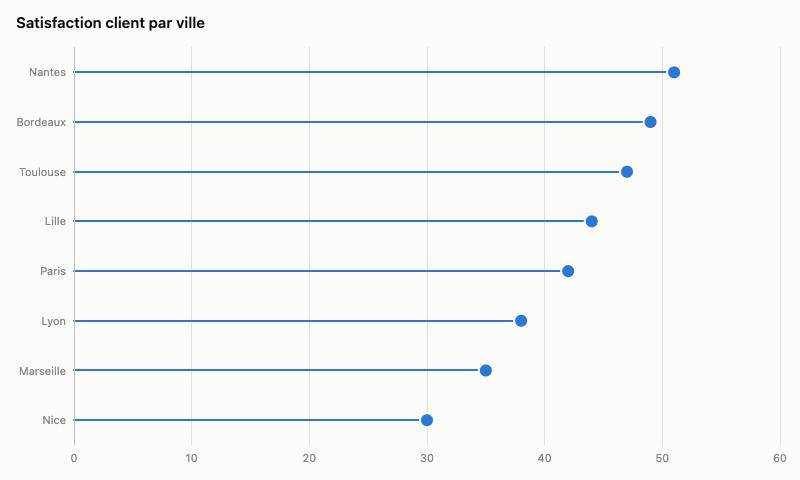 Satisfaction client par ville
Nantes
Bordeaux
Toulouse
Lille
Paris
Lyon
Marseille
Nice
0 10 20 30 40 50 60